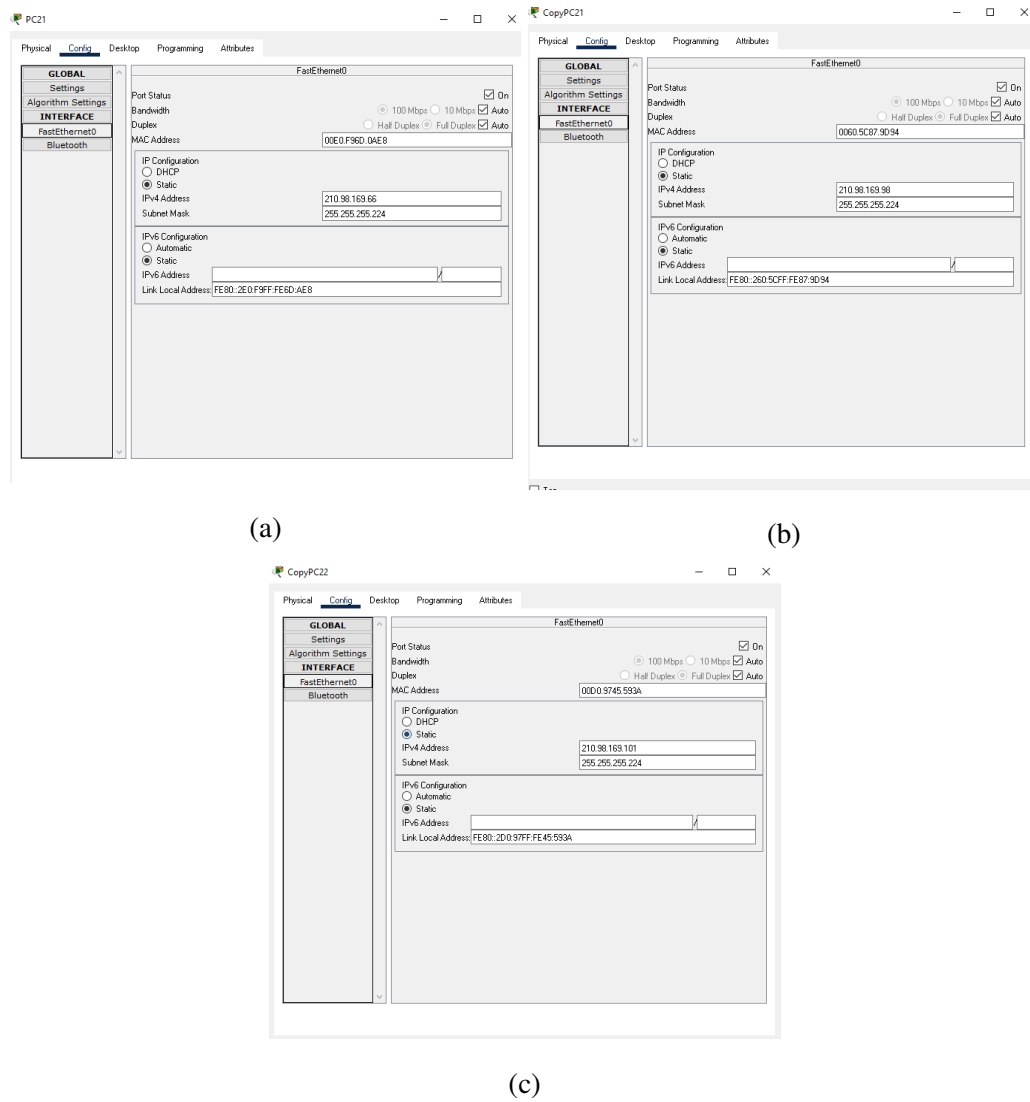 PC21
Physical Config Desktop Programming Attributes
GLOBAL
Settings
Algorithm Settings
INTERFACE
FastEthernet0
Bluetooth
FastEthernet0
Port Status On
Bandwidth 100 Mbps 10 Mbps Auto
Duplex Half Duplex Full Duplex Auto
MAC Address 00E0.F96D.0AE8
IP Configuration
DHCP
Static
IPv4 Address 210.98.169.66
Subnet Mask 255.255.255.224
IPv6 Configuration
Automatic
Static
IPv6 Address /
Link Local Address: FE80::2E0:F9FF:FE6D:AE8
(a)
CopyPC21
Physical Config Desktop Programming Attributes
GLOBAL
Settings
Algorithm Settings
INTERFACE
FastEthernet0
Bluetooth
FastEthernet0
Port Status On
Bandwidth 100 Mbps 10 Mbps Auto
Duplex Half Duplex Full Duplex Auto
MAC Address 0060.5C87.9D94
IP Configuration
DHCP
Static
IPv4 Address 210.98.169.98
Subnet Mask 255.255.255.224
IPv6 Configuration
Automatic
Static
IPv6 Address /
Link Local Address: FE80::260:5CFF:FE87:9D94
(b)
CopyPC22
Physical Config Desktop Programming Attributes
GLOBAL
Settings
Algorithm Settings
INTERFACE
FastEthernet0
Bluetooth
FastEthernet0
Port Status On
Bandwidth 100 Mbps 10 Mbps Auto
Duplex Half Duplex Full Duplex Auto
MAC Address 00D0.9745.593A
IP Configuration
DHCP
Static
IPv4 Address 210.98.169.101
Subnet Mask 255.255.255.224
IPv6 Configuration
Automatic
Static
IPv6 Address /
Link Local Address: FE80::2D0:97FF:FE45:593A
(c)